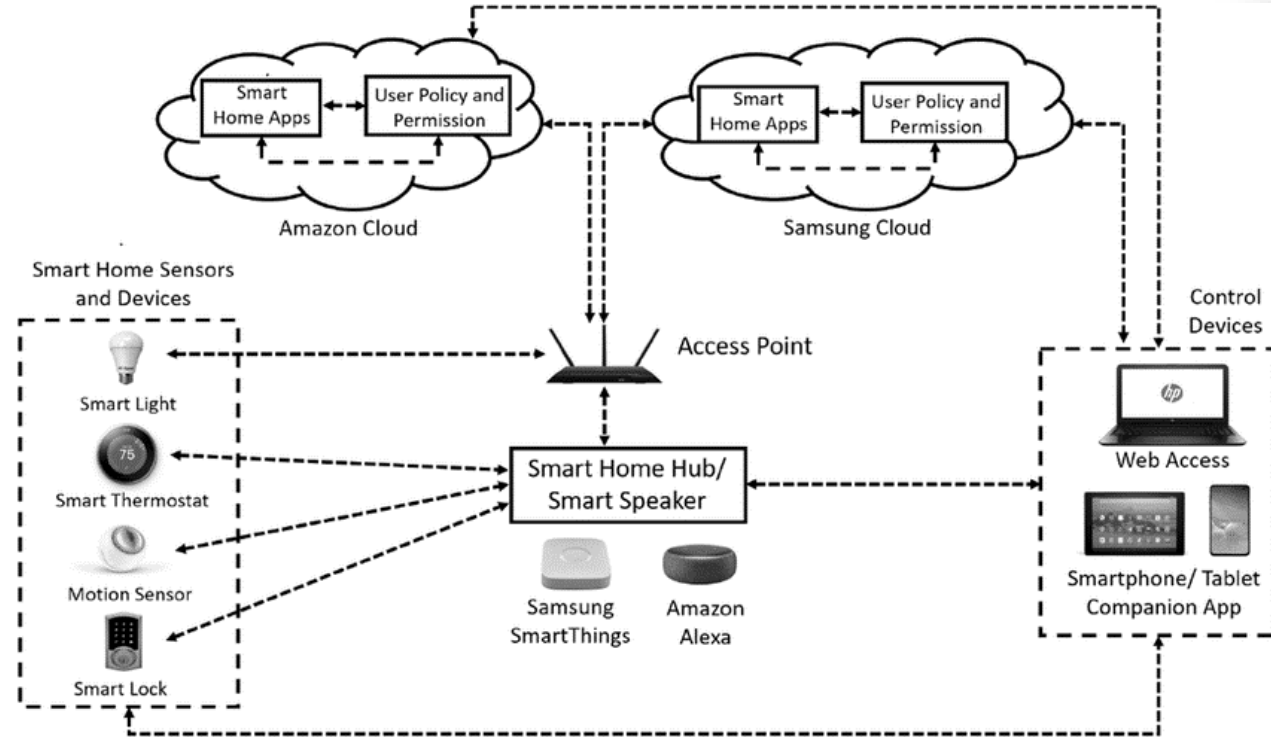 Smart
Home Apps
User Policy and
Permission
Amazon Cloud
Smart
Home Apps
User Policy and
Permission
Samsung Cloud
Smart Home Sensors
and Devices
Smart Light
75
Smart Thermostat
Motion Sensor
Smart Lock
Access Point
Smart Home Hub/
Smart Speaker
Samsung
SmartThings
Amazon
Alexa
Control
Devices
hp
Web Access
Smartphone/ Tablet
Companion App